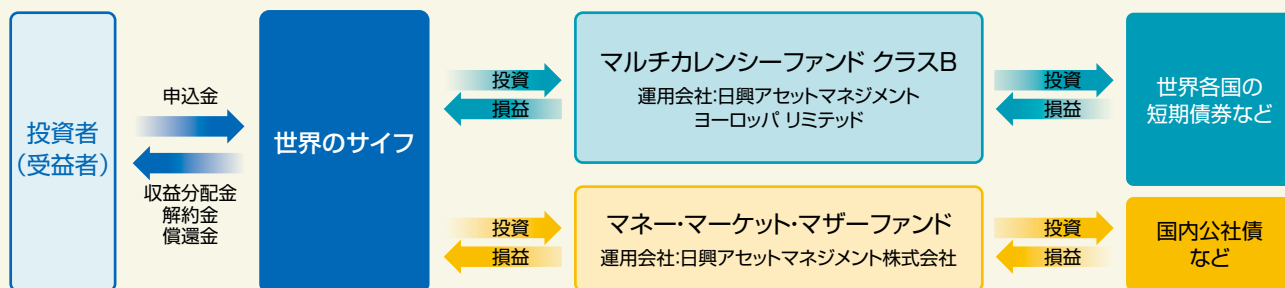 投資者
（受益者）
申込金
収益分配金
解約金
償還金
世界のサイフ
投資
損益
マルチカレンシーファンド クラスB
運用会社:日興アセットマネジメント
ヨーロッパ リミテッド
投資
損益
世界各国の
短期債券など
投資
損益
マネー・マーケット・マザーファンド
運用会社:日興アセットマネジメント株式会社
投資
損益
国内公社債
など